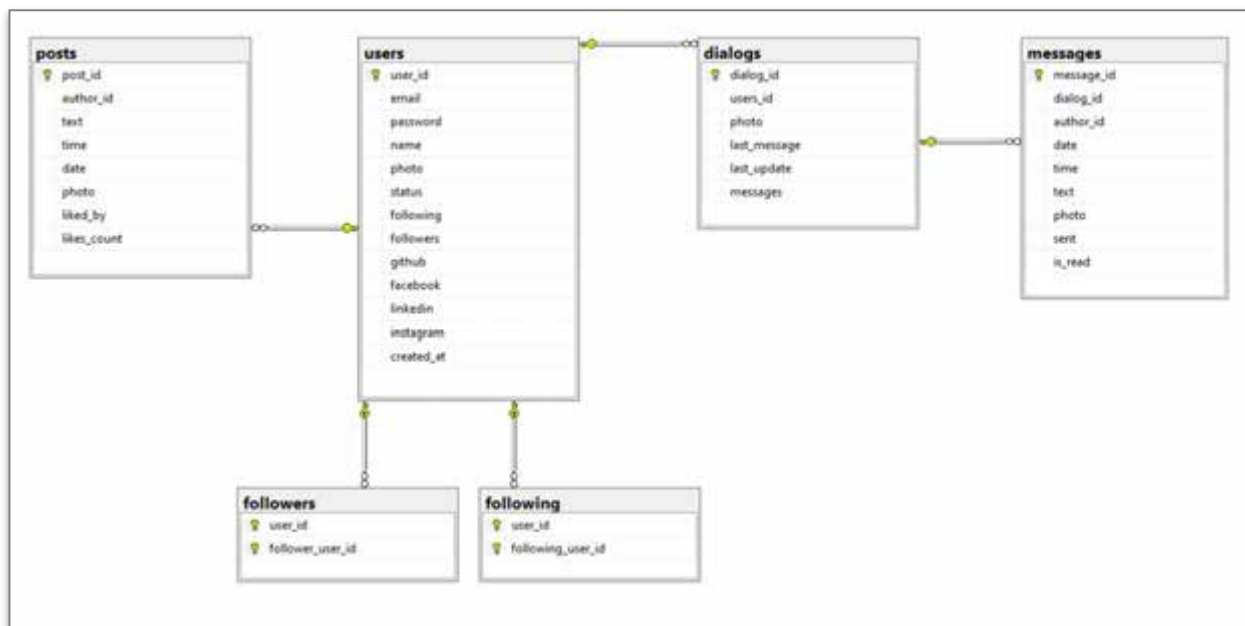 posts
post_id
author_id
text
time
date
photo
liked_by
likes_count
users
user_id
email
password
name
photo
status
following
followers
github
facebook
linkedin
instagram
created_at
dialogs
dialog_id
users_id
photo
last_message
last_update
messages
messages
message_id
dialog_id
author_id
date
time
text
photo
sent
is_read
followers
user_id
follower_user_id
following
user_id
following_user_id